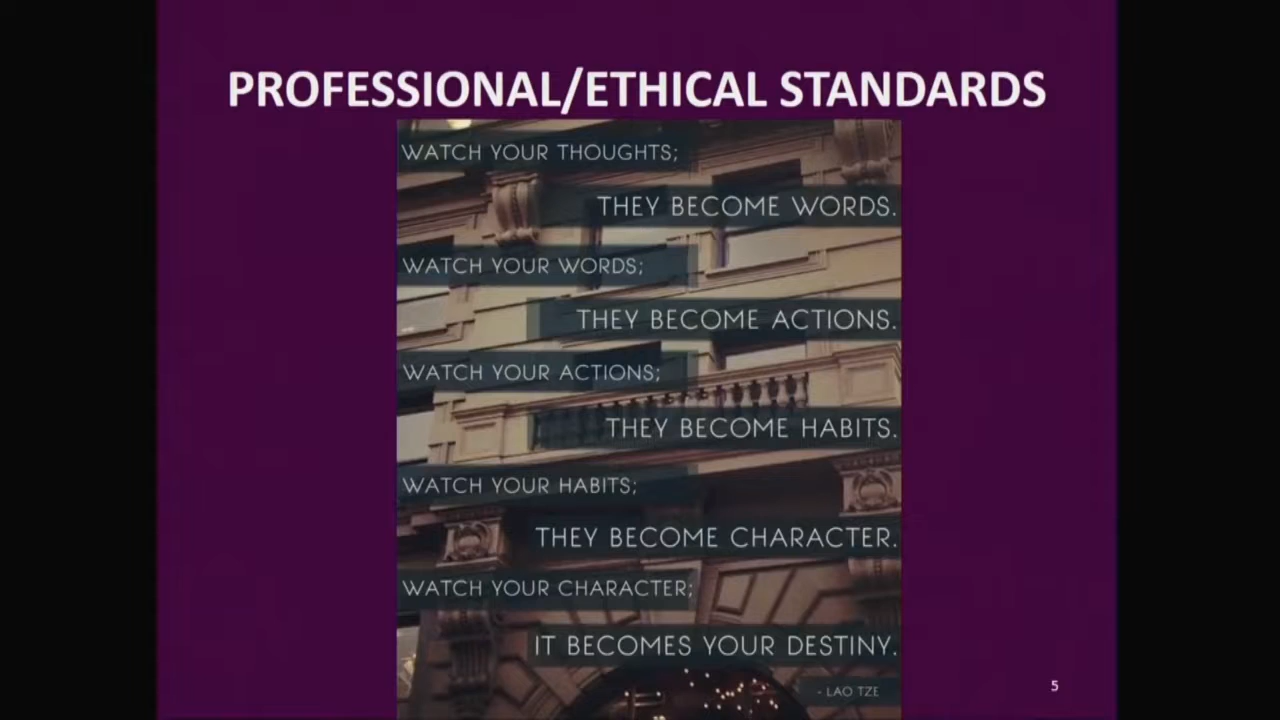 PROFESSIONAL/ETHICAL STANDARDS
WATCH YOUR THOUGHTS;
THEY BECOME WORDS.
WATCH YOUR WORDS;
THEY BECOME ACTIONS.
WATCH YOUR ACTIONS;
THEY BECOME HABITS.
WATCH YOUR HABITS;
THEY BECOME CHARACTER.
WATCH YOUR CHARACTER;
IT BECOMES YOUR DESTINY.
- LAO TZE
5